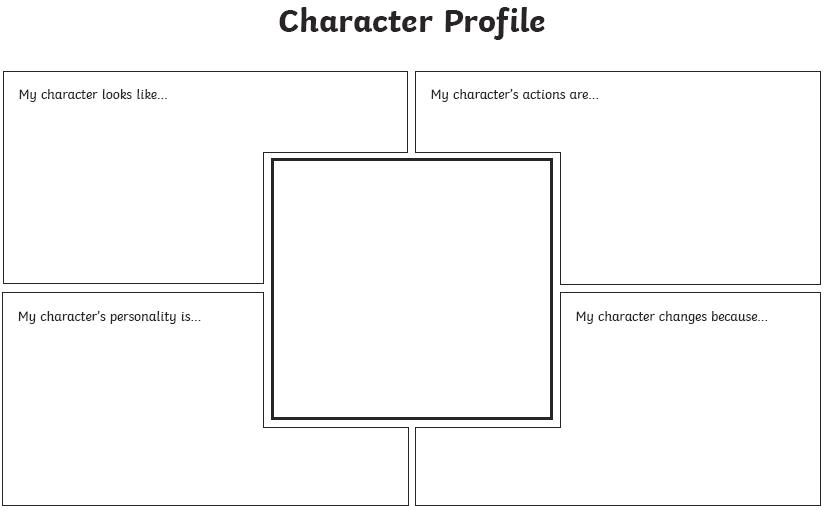 Character Profile
My character looks like...
My character's actions are...
My character's personality is...
My character changes because...